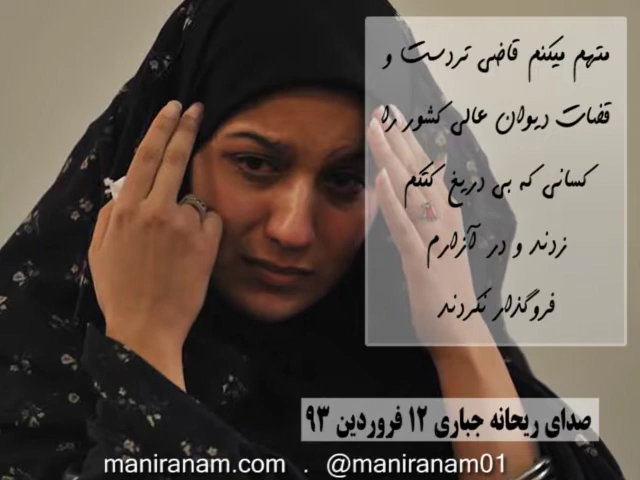 متهم میکنم قاضی تردست و
قضات دیوان عالی کشور را
کسانی که بی دریغ کتکم
زدند و در آزارم
فروگذار نکردند
صدای ریحانه جباری ۱۲ فروردین ۹۳
maniranam.com . @maniranam01